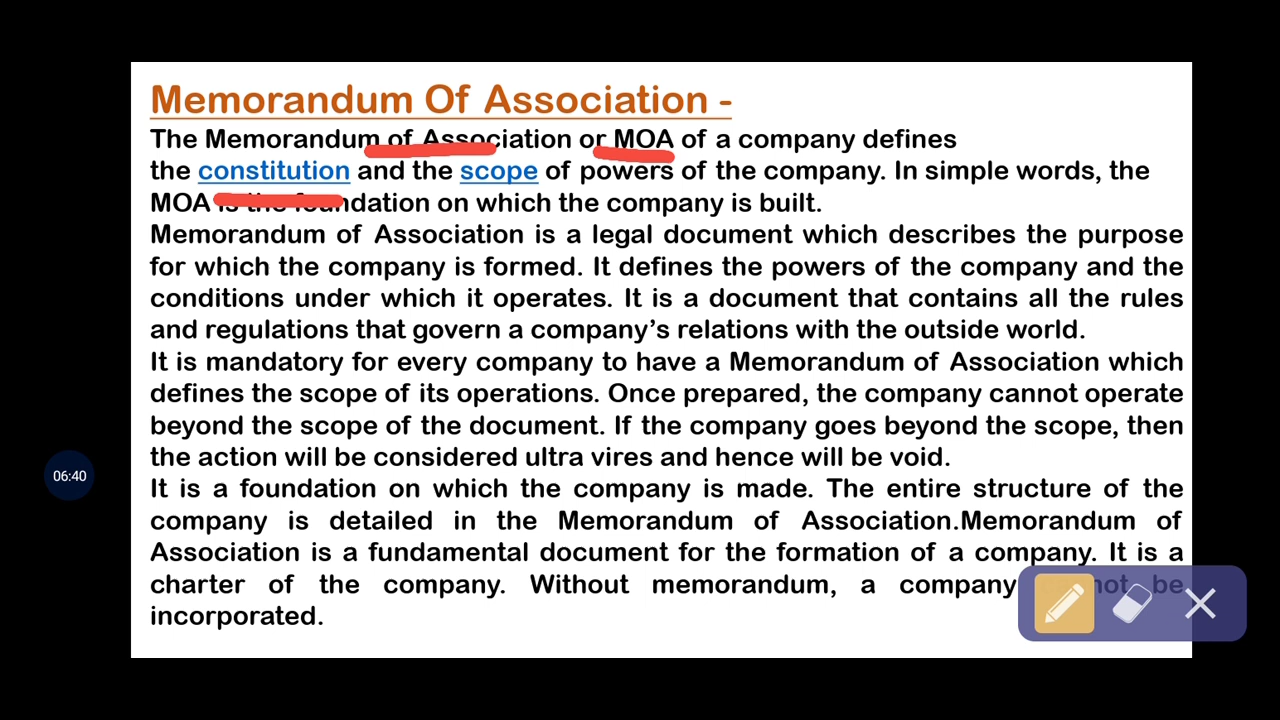 Memorandum Of Association -
The Memorandum of Association or MOA of a company defines
the constitution and the scope of powers of the company. In simple words, the
MOA is the foundation on which the company is built.
Memorandum of Association is a legal document which describes the purpose
for which the company is formed. It defines the powers of the company and the
conditions under which it operates. It is a document that contains all the rules
and regulations that govern a company’s relations with the outside world.
It is mandatory for every company to have a Memorandum of Association which
defines the scope of its operations. Once prepared, the company cannot operate
beyond the scope of the document. If the company goes beyond the scope, then
the action will be considered ultra vires and hence will be void.
06:40
It is a foundation on which the company is made. The entire structure of the
company is detailed in the Memorandum of Association.Memorandum of
Association is a fundamental document for the formation of a company. It is a
charter of the company. Without memorandum, a company not be
incorporated.